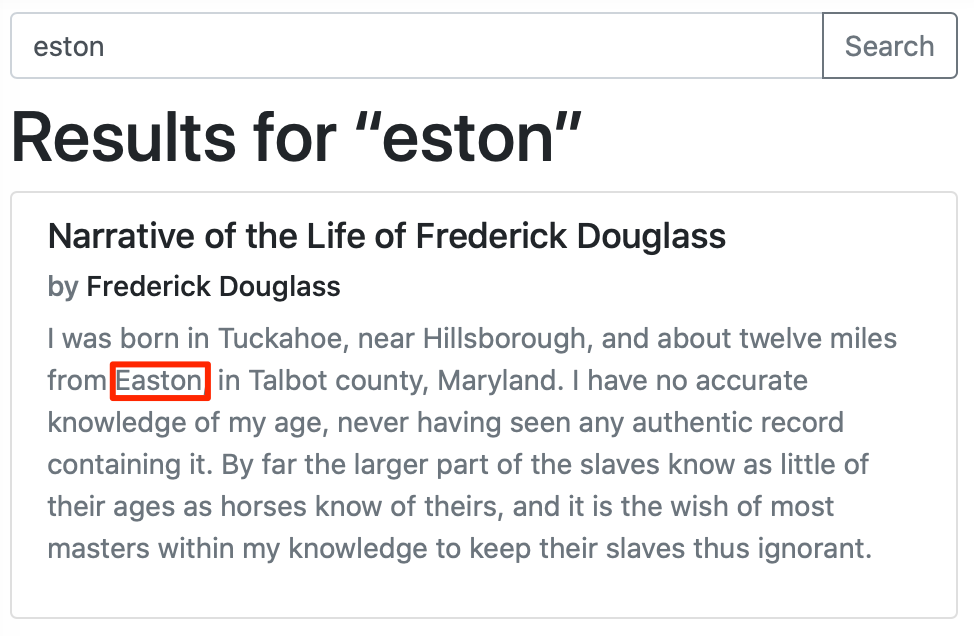 eston
Search
Results for “eston”
Narrative of the Life of Frederick Douglass
by Frederick Douglass
I was born in Tuckahoe, near Hillsborough, and about twelve miles
from Easton, in Talbot county, Maryland. I have no accurate
knowledge of my age, never having seen any authentic record
containing it. By far the larger part of the slaves know as little of
their ages as horses know of theirs, and it is the wish of most
masters within my knowledge to keep their slaves thus ignorant.